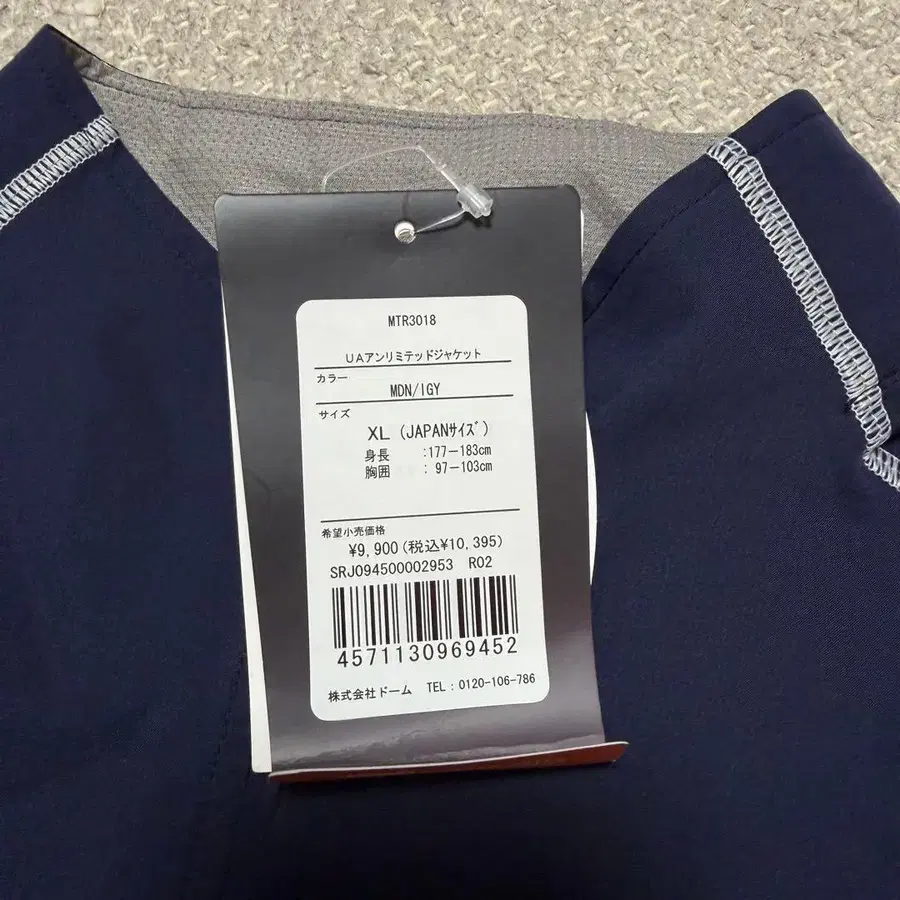 MTR3018
UAアンリミテッドジャケット
カラー
MDN/IGY
サイズ
XL (JAPANｻｲｽﾞ)
身長 :177-183cm
胸囲 : 97-103cm
希望小売価格
¥9,900(税込¥10,395)
SRJ094500002953 R02
4571130969452
株式会社ドーム TEL:0120-106-786